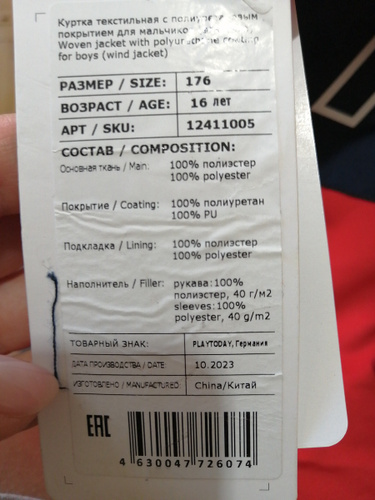 Куртка текстильная с полиуретановым
покрытием для мальчиков
Woven jacket with polyurethane coating
for boys (wind jacket)
РАЗМЕР / SIZE: 176
ВОЗРАСТ / AGE: 16 лет
АРТ / SKU: 12411005
СОСТАВ / COMPOSITION:
Основная ткань / Main: 100% полиэстер
100% polyester
Покрытие / Coating: 100% полиуретан
100% PU
Подкладка / Lining: 100% полиэстер
100% polyester
Наполнитель / Filler: рукава:100%
полиэстер, 40 г/м2
sleeves:100%
polyester, 40 g/m2
ТОВАРНЫЙ ЗНАК: PLAYTODAY, Германия
ДАТА ПРОИЗВОДСТВА / DATE: 10.2023
ИЗГОТОВЛЕНО / MANUFACTURED: China/Китай
EAC
4 630047 726074